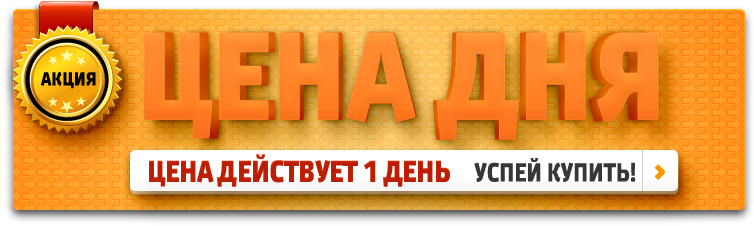 АКЦИЯ
ЦЕНА ДНЯ
ЦЕНА ДЕЙСТВУЕТ 1 ДЕНЬ УСПЕЙ КУПИТЬ!